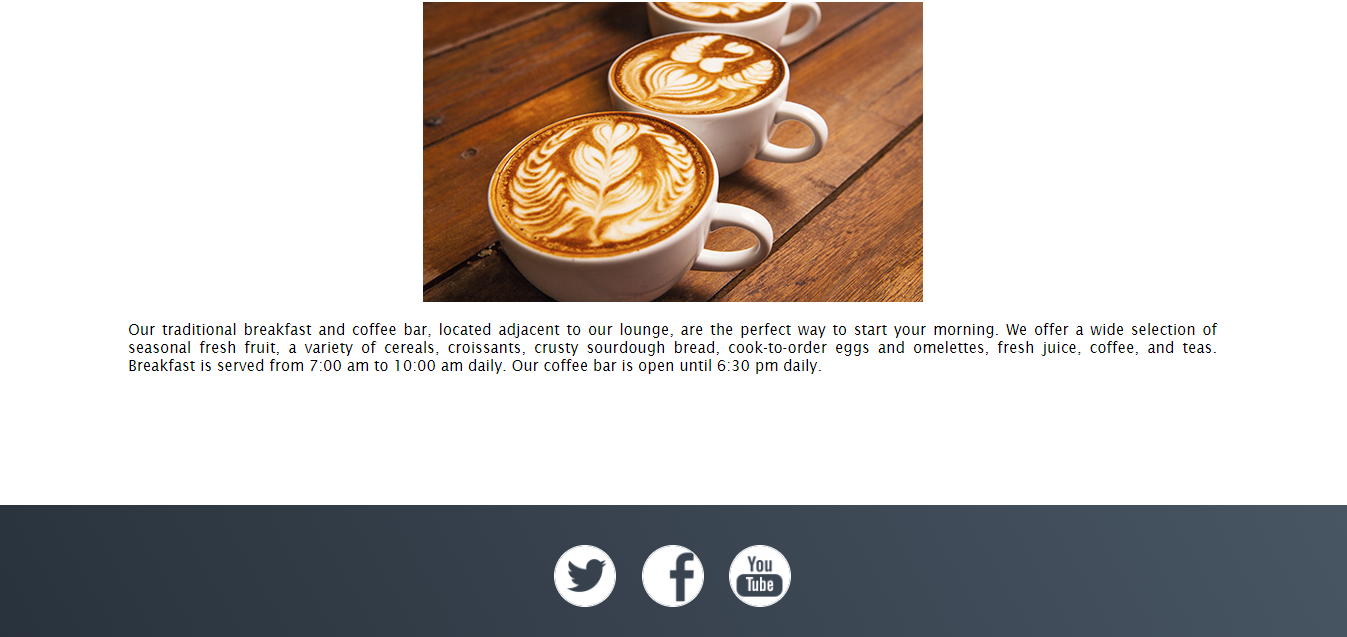 Our traditional breakfast and coffee bar, located adjacent to our lounge, are the perfect way to start your morning. We offer a wide selection of
seasonal fresh fruit, a variety of cereals, croissants, crusty sourdough bread, cook-to-order eggs and omelettes, fresh juice, coffee, and teas.
Breakfast is served from 7:00 am to 10:00 am daily. Our coffee bar is open until 6:30 pm daily.
You
Tube